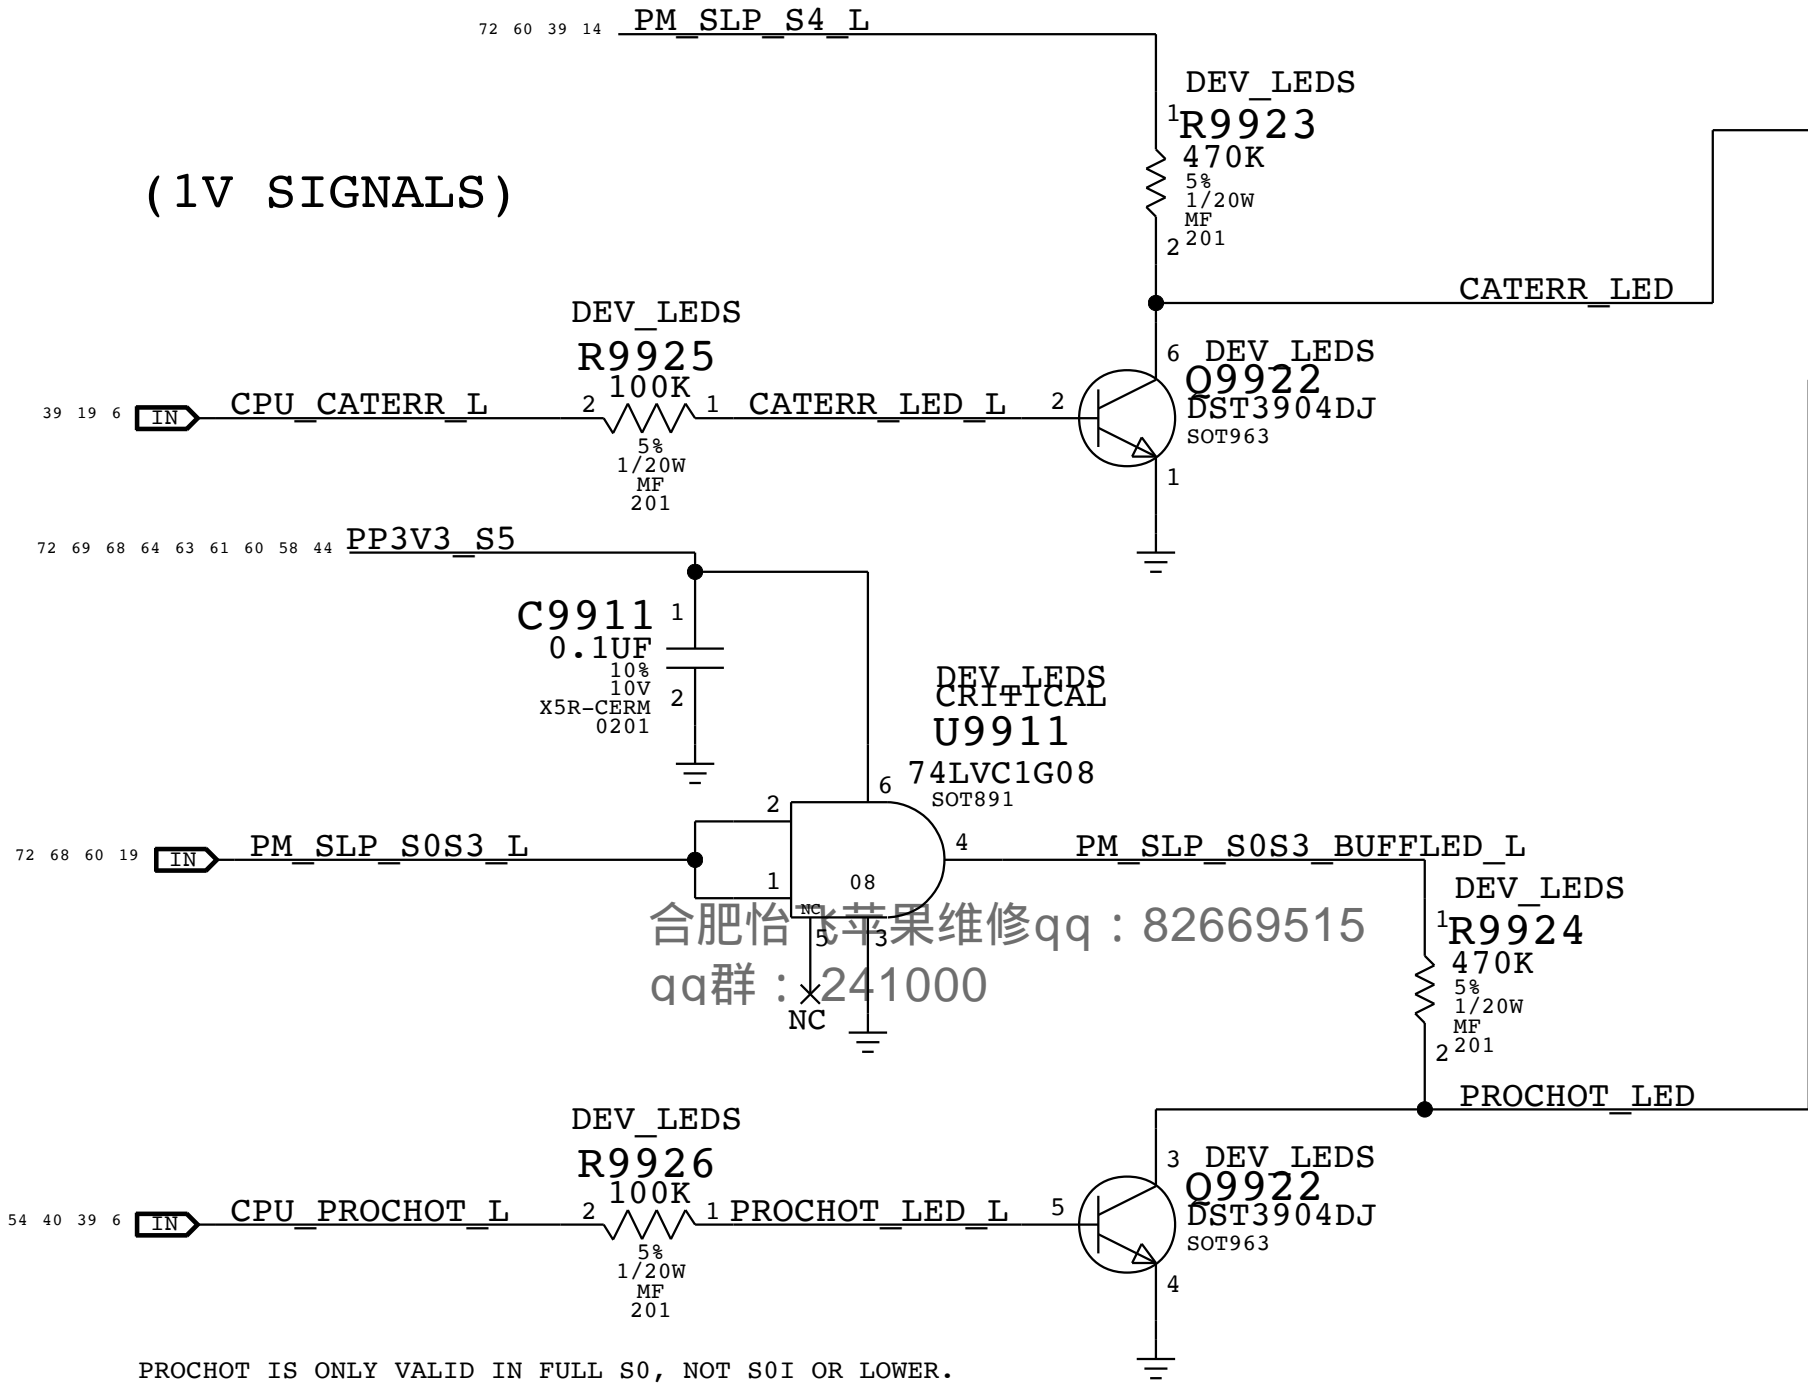 72 60 39 14 PM_SLP_S4_L
DEV_LEDS
1
R9923
470K
5%
1/20W
MF
201
2
(1V SIGNALS)
CATERR_LED
DEV_LEDS
R9925
100K
39 19 6 IN CPU_CATERR_L 2 1 CATERR_LED_L 2
5%
1/20W
MF
201
6 DEV_LEDS
Q9922
DST3904DJ
SOT963
1
72 69 68 64 63 61 60 58 44 PP3V3_S5
C9911 1
0.1UF
10%
10V
X5R-CERM
0201
2
DEV_LEDS
CRITICAL
U9911
74LVC1G08
SOT891
6
2
72 68 60 19 IN PM_SLP_S0S3_L
1
08
NC
4 PM_SLP_S0S3_BUFFLED_L
5 3
NC
合肥怡飞苹果维修qq：82669515
qq群：241000
DEV_LEDS
1
R9924
470K
5%
1/20W
MF
201
2
PROCHOT_LED
DEV_LEDS
R9926
100K
54 40 39 6 IN CPU_PROCHOT_L 2 1 PROCHOT_LED_L 5
5%
1/20W
MF
201
3 DEV_LEDS
Q9922
DST3904DJ
SOT963
4
PROCHOT IS ONLY VALID IN FULL S0, NOT S0I OR LOWER.